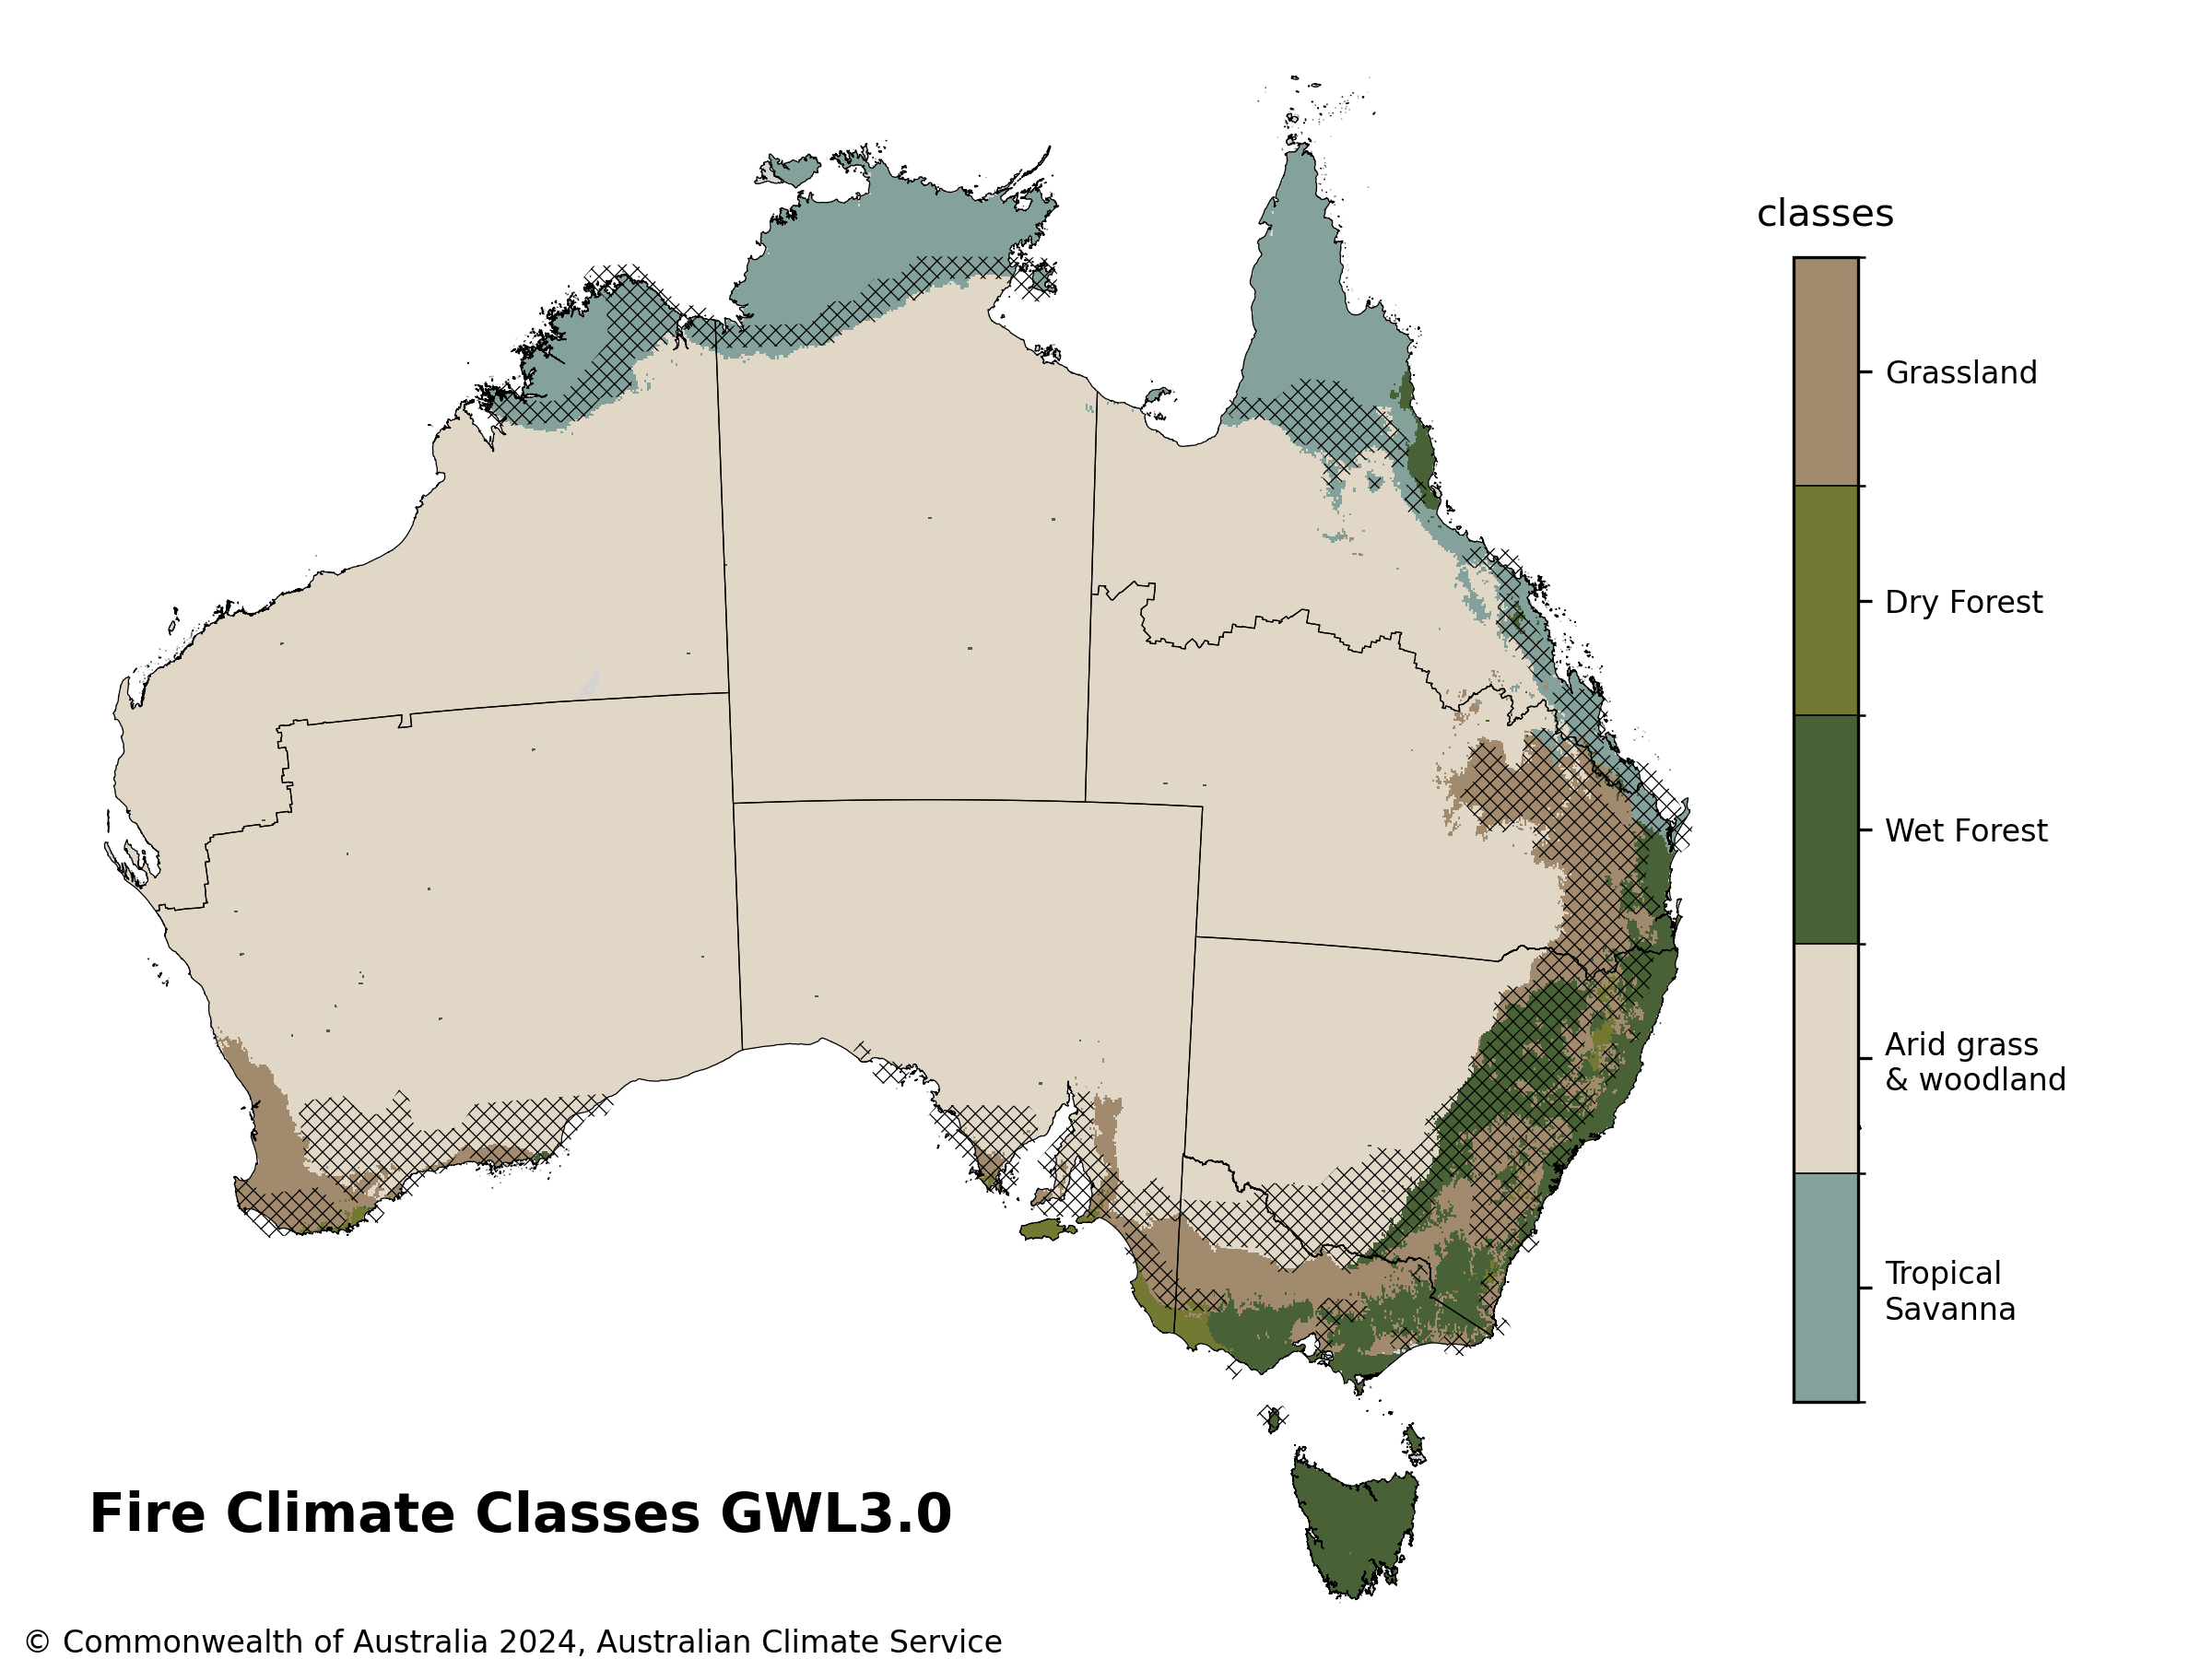 classes
Grassland
Dry Forest
Wet Forest
Arid grass
& woodland
Tropical
Savanna
Fire Climate Classes GWL3.0
© Commonwealth of Australia 2024, Australian Climate Service